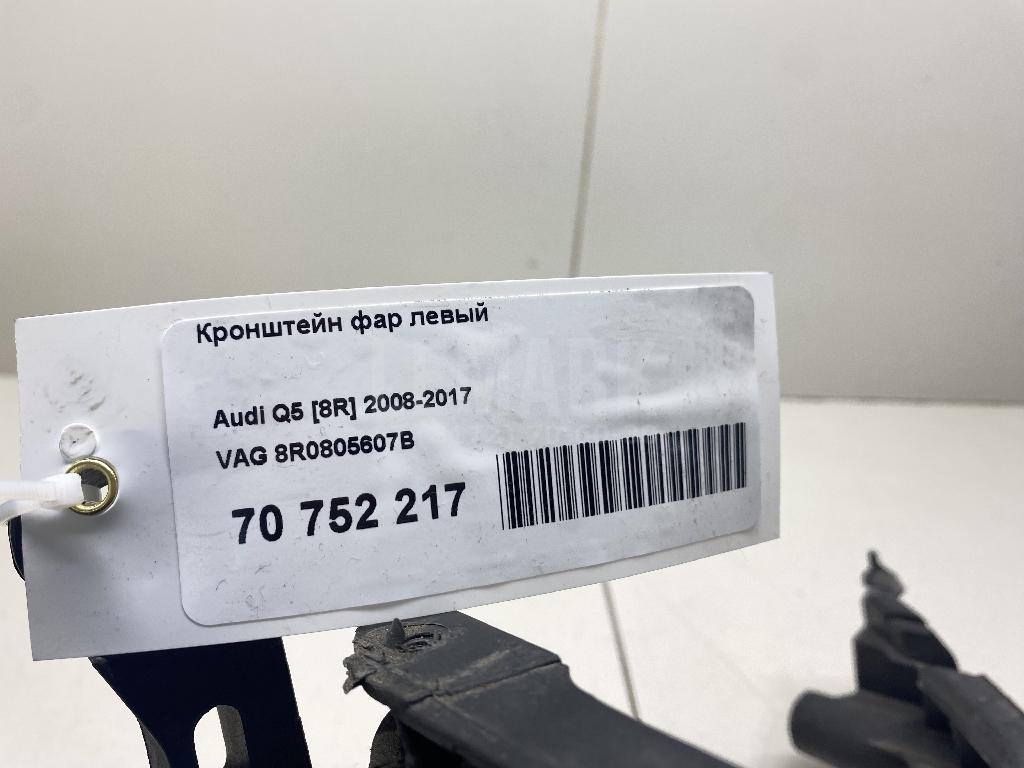 Кронштейн фар левый
Audi Q5 [8R] 2008-2017
VAG 8R0805607B
70 752 217